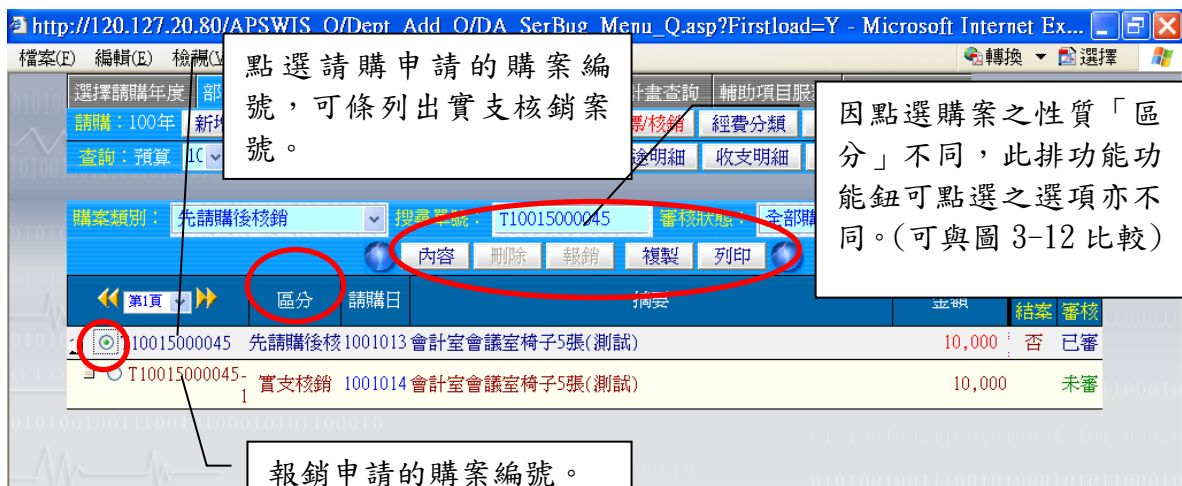 http://120.127.20.80/APSWIS_O/Dept_Add_O/DA_SerBug_Menu_Q.asp?Firstload=Y - Microsoft Internet Ex...
檔案(F) 編輯(E) 檢視(V 轉換 選擇
點選請購申請的購案編
號，可條列出實支核銷案
號。
因點選購案之性質「區
分」不同，此排功能功
能鈕可點選之選項亦不
同。(可與圖 3-12 比較)
選擇請購年度 部 計畫查詢 輔助項目服
請購：100年 新增 票/核銷 經費分類
查詢：預算 10 途明細 收支明細
購案類別： 先請購後核銷 搜尋單號： T10015000045 審核狀態： 全部購
內容 刪除 報銷 複製 列印
第1頁 區分 請購日 摘要 金額 結案 審核
T10015000045 先請購後核 1001013 會計室會議室椅子5張(測試) 10,000 否 已審
T10015000045-1 實支核銷 1001014 會計室會議室椅子5張(測試) 10,000 未審
報銷申請的購案編號。